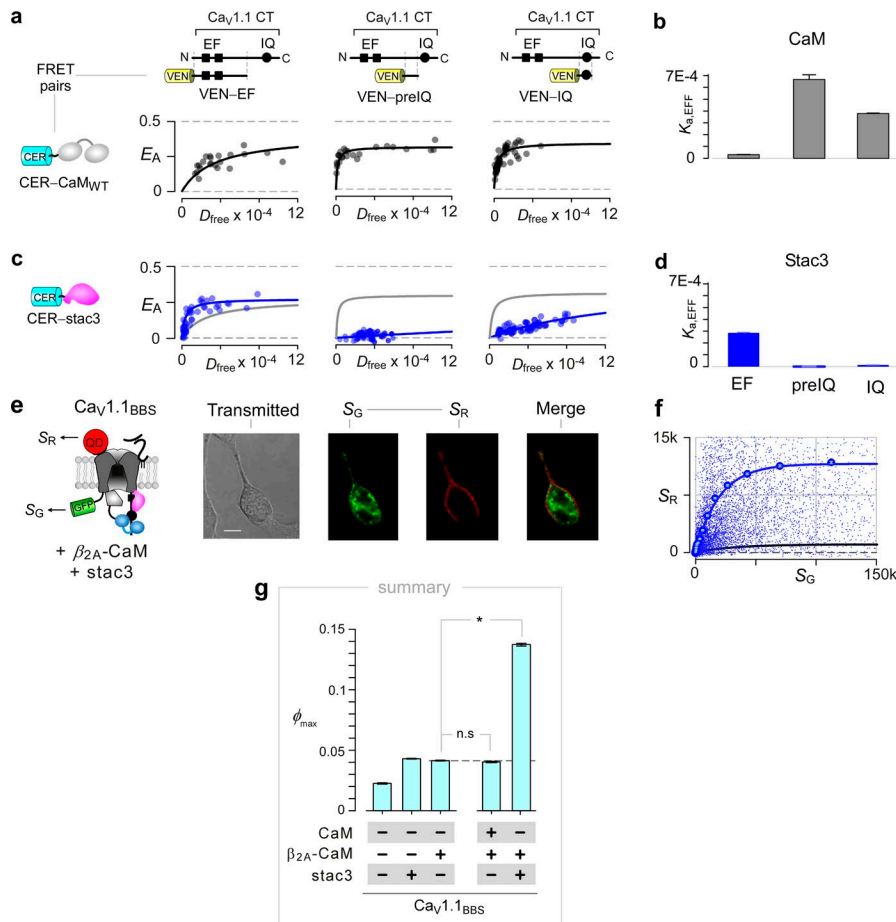 a
CaV1.1 CT
CaV1.1 CT
CaV1.1 CT
b
CaM
N EF IQ C
N EF IQ C
N EF IQ C
FRET
pairs
VEN
VEN
VEN
VEN–EF
VEN–preIQ
VEN–IQ
7E-4
Ka,EFF
0
0.5
EA
0
CER
CER–CaMWT
0 12
Dfree x 10-4
0 12
Dfree x 10-4
0 12
Dfree x 10-4
c
d
Stac3
CER
CER–stac3
0.5
EA
0
7E-4
Ka,EFF
0
EF preIQ IQ
0 12
Dfree x 10-4
0 12
Dfree x 10-4
0 12
Dfree x 10-4
e
CaV1.1BBS
Transmitted
SG
SR
Merge
f
SR
QD
SG
GFP
+ β2A-CaM
+ stac3
15k
SR
0
0 150k
SG
g
summary
0.15
0.1
0.05
0
ϕmax
*
n.s
CaM – – – + –
β2A-CaM – – + + +
stac3 – + – – +
CaV1.1BBS